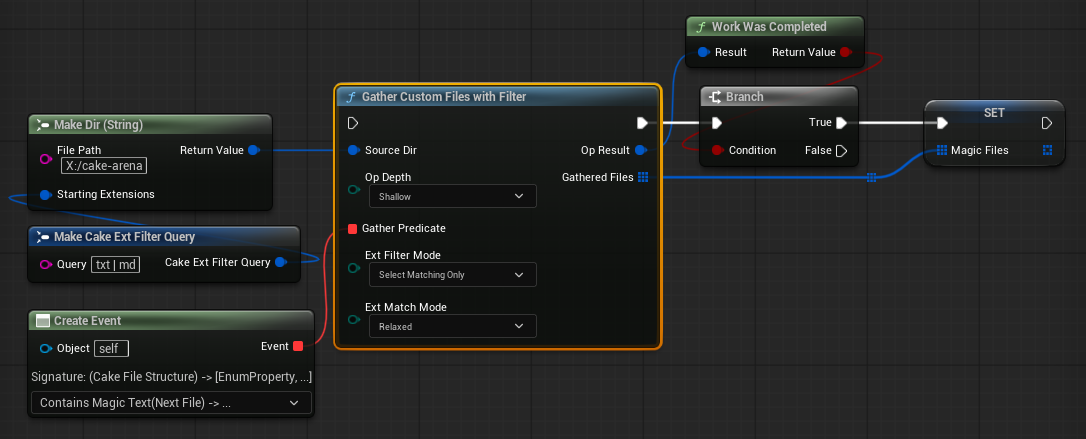 Work Was Completed
Result
Return Value
Gather Custom Files with Filter
Source Dir
Op Result
Op Depth
Gathered Files
Shallow
Gather Predicate
Ext Filter Mode
Select Matching Only
Ext Match Mode
Relaxed
Branch
True
Condition
False
SET
Magic Files
Make Dir (String)
File Path
Return Value
X:/cake-arena
Starting Extensions
Make Cake Ext Filter Query
Query txt | md
Cake Ext Filter Query
Create Event
Object self
Event
Signature: (Cake File Structure) -> [EnumProperty, ...]
Contains Magic Text(Next File) -> ...